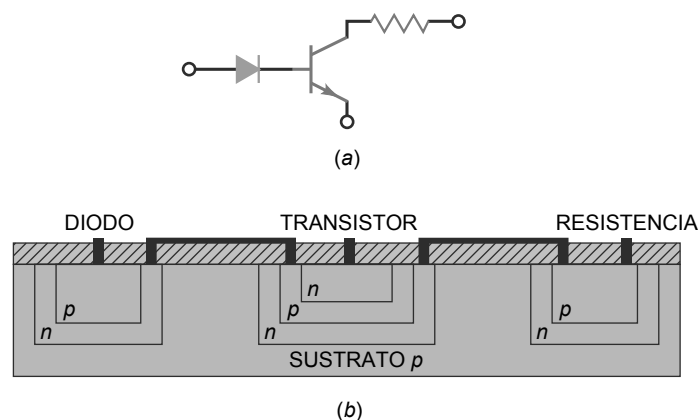 (a)
DIODO TRANSISTOR RESISTENCIA
n
p p
n n n
SUSTRATO p
(b)